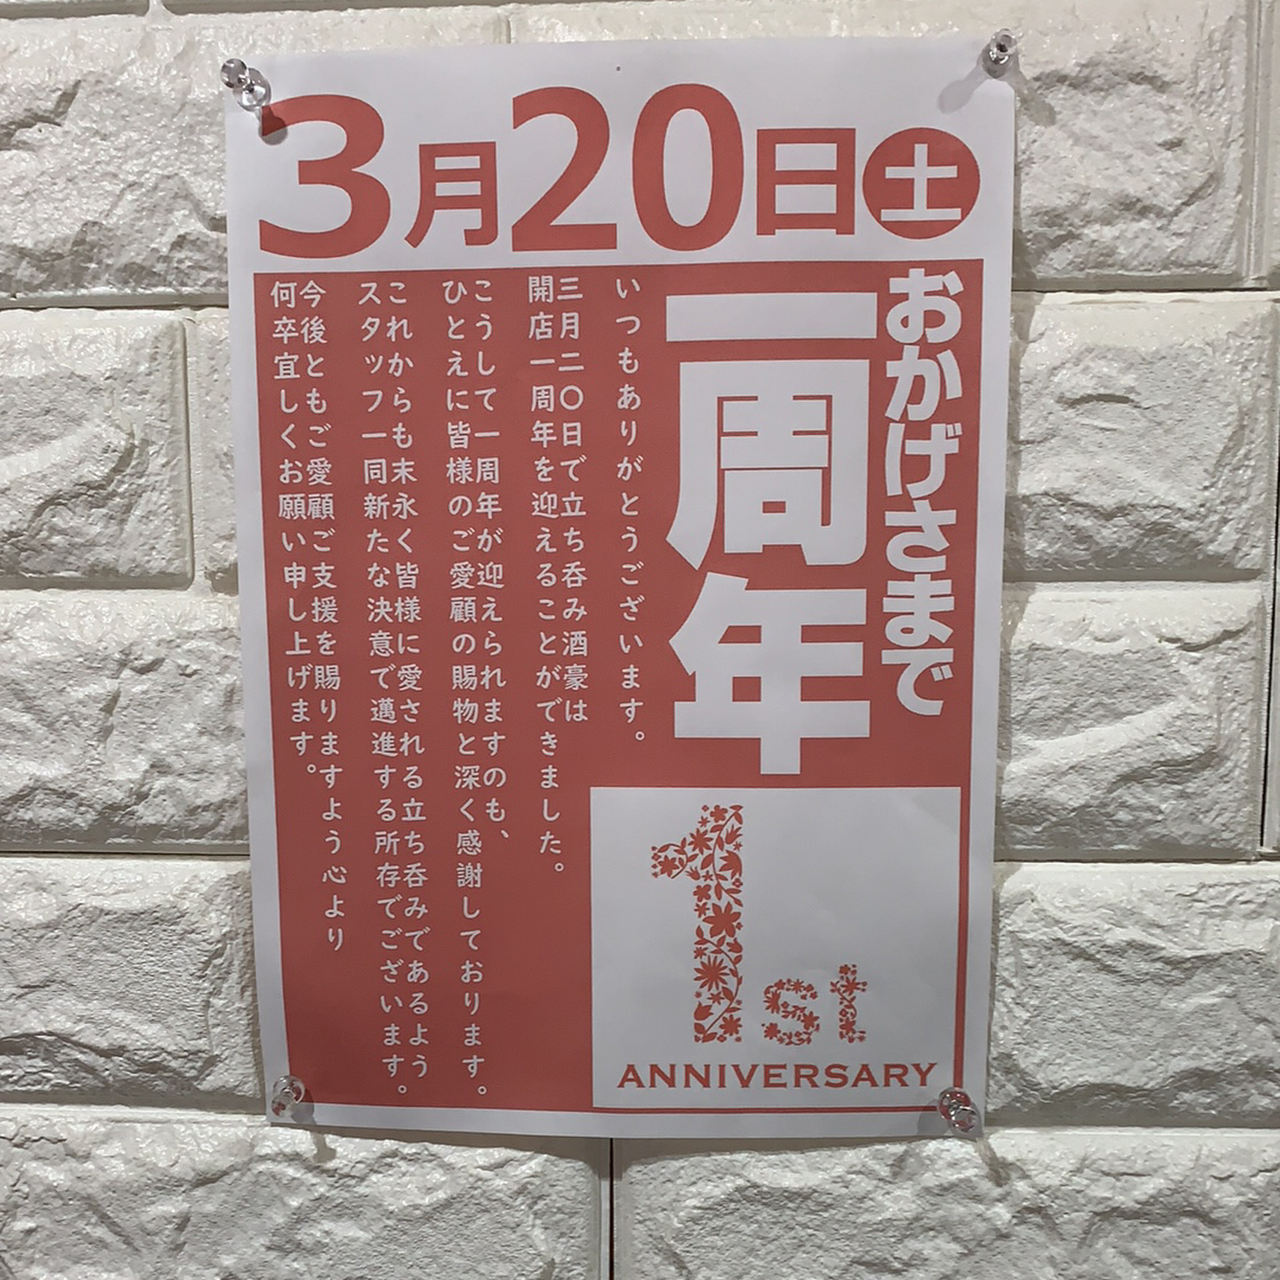 3月20日土
おかげさまで
一周年
いつもありがとうございます。
三月二〇日で立ち呑み酒豪は
開店一周年を迎えることができました。
こうして一周年が迎えられますのも、
ひとえに皆様のご愛顧の賜物と深く感謝しております。
これからも末永く皆様に愛される立ち呑みであるよう
スタッフ一同新たな決意で邁進する所存でございます。
今後ともご愛顧ご支援を賜りますよう心より
何卒宜しくお願い申し上げます。
1st
ANNIVERSARY